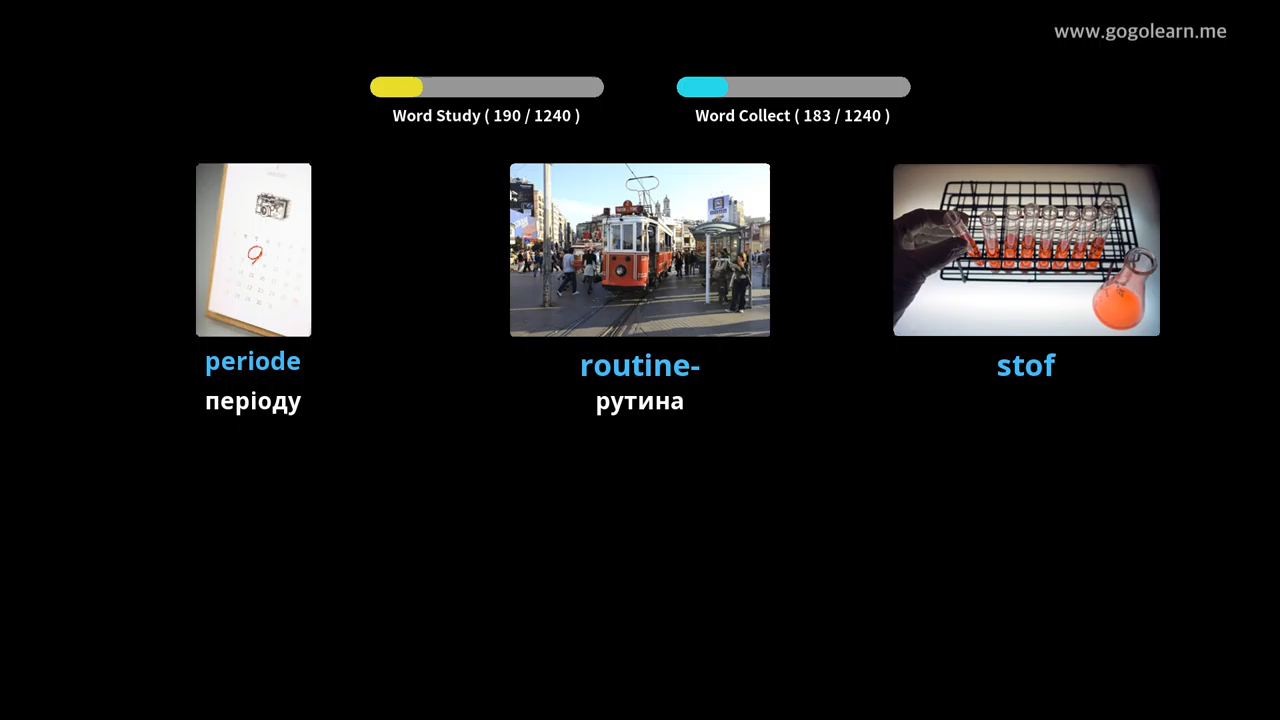 www.gogolearn.me
Word Study ( 190 / 1240 )
Word Collect ( 183 / 1240 )
periode
періоду
routine-
рутина
stof